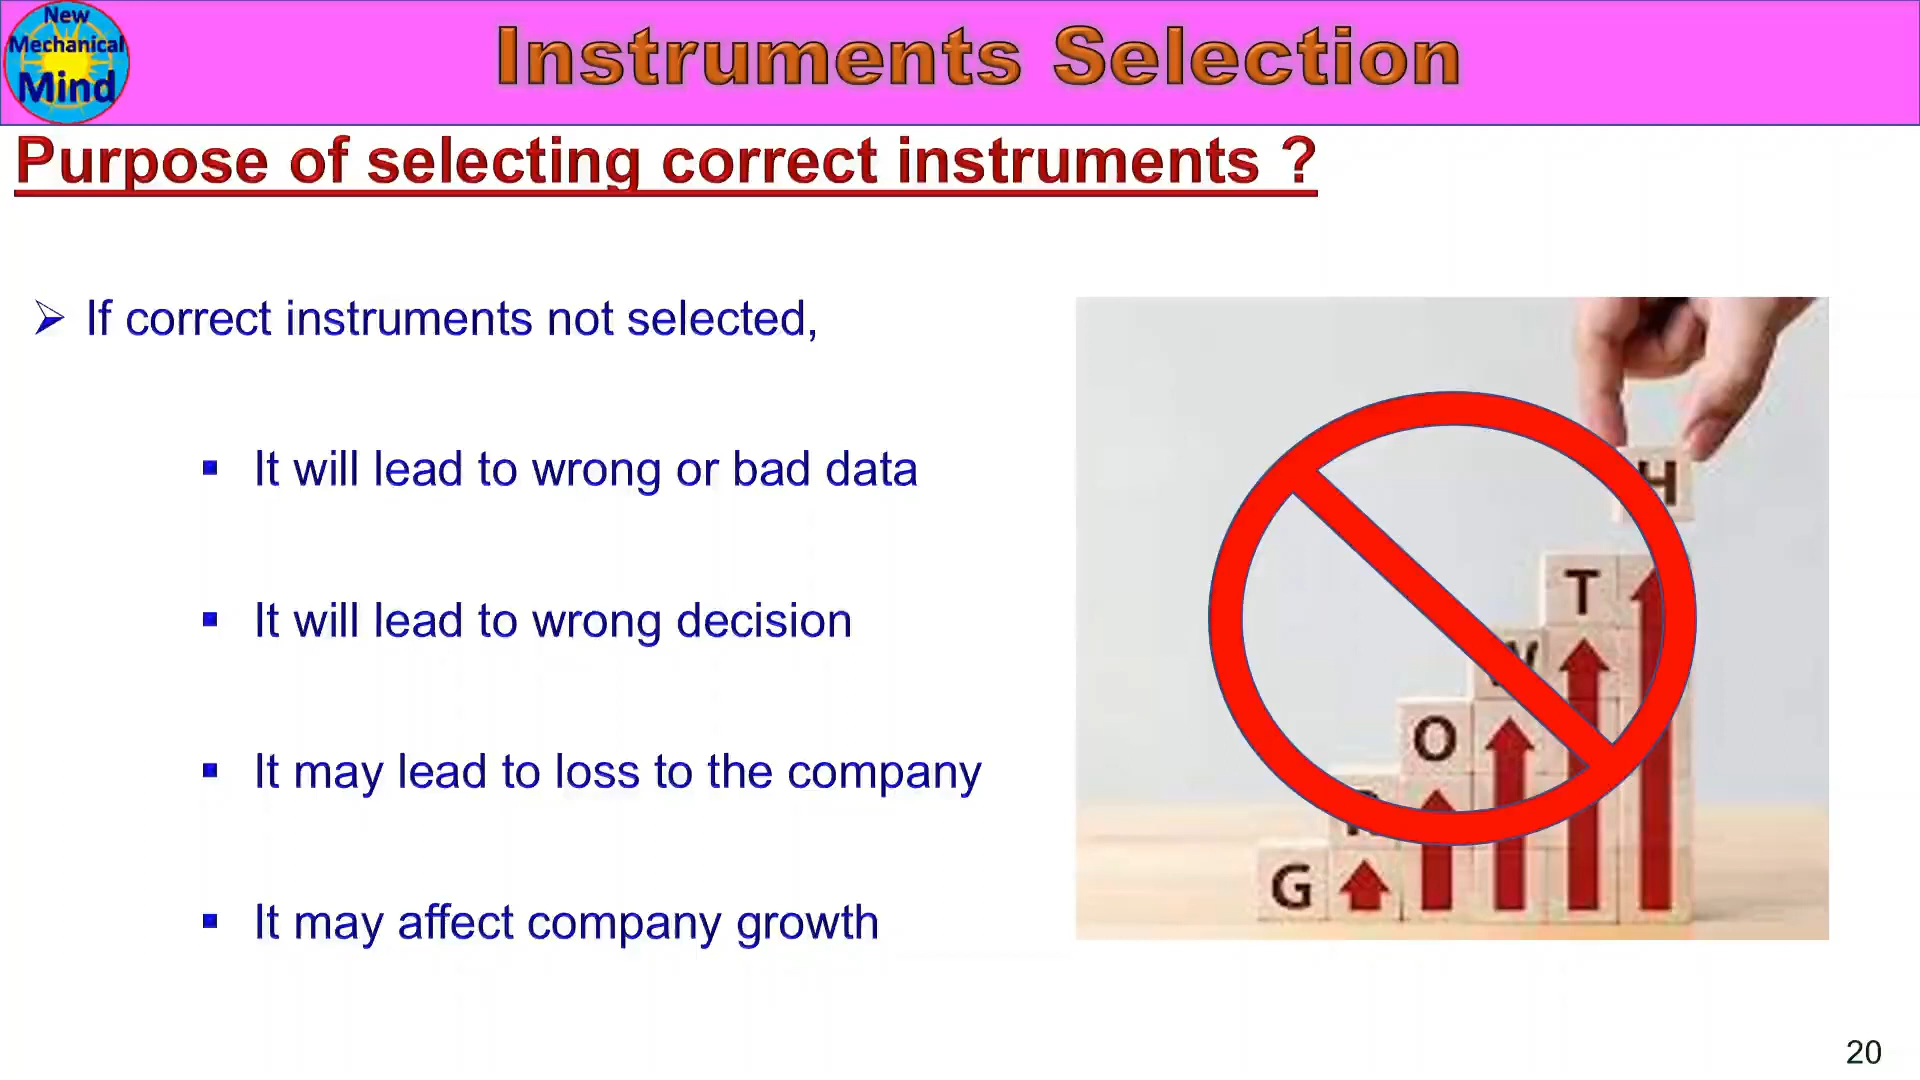 New
Mechanical
Mind
Instruments Selection
Purpose of selecting correct instruments ?
➢ If correct instruments not selected,
▪ It will lead to wrong or bad data
▪ It will lead to wrong decision
▪ It may lead to loss to the company
▪ It may affect company growth
H
T
W
O
R
G
20